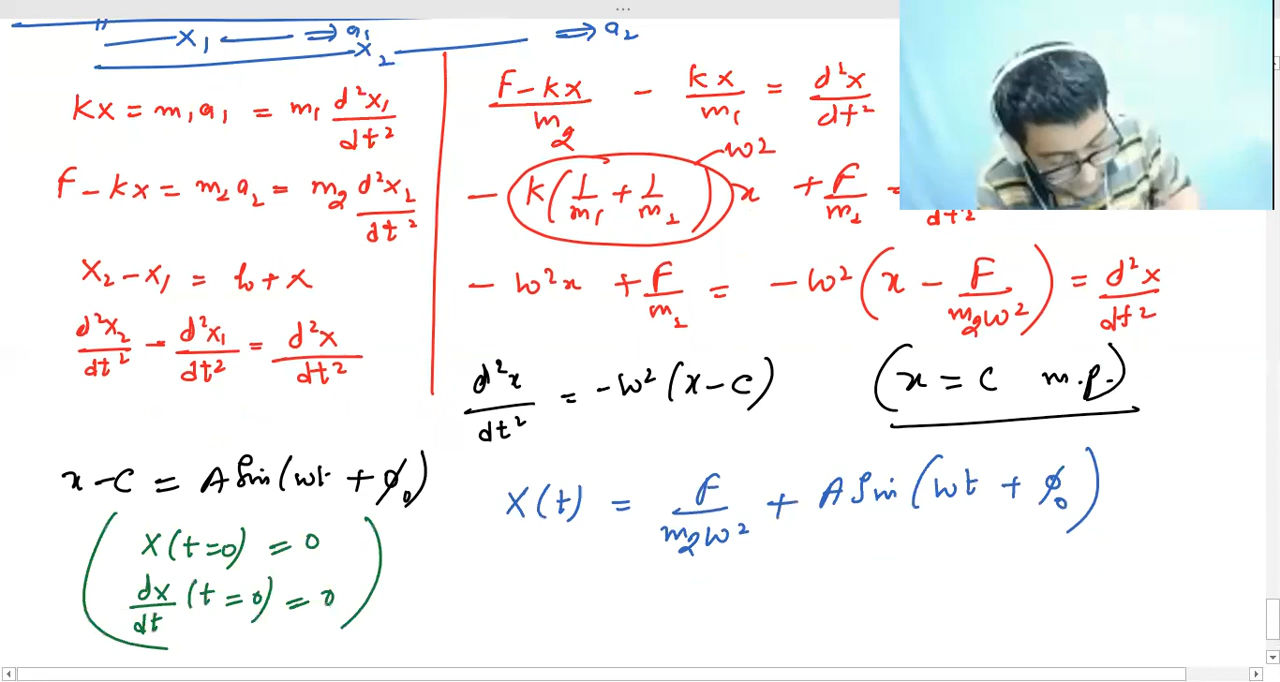 x₁ ⇒ a₁
x₂ ⇒ a₂
kx = m₁a₁ = m₁ d²x₁/dt²
F - kx = m₂a₂ = m₂ d²x₂/dt²
x₂ - x₁ = l₀ + x
d²x₂/dt² - d²x₁/dt² = d²x/dt²
(F - kx)/m₂ - kx/m₁ = d²x/dt²
ω²
- k(1/m₁ + 1/m₂)x + F/m₂ =
dt²
- ω²x + F/m₂ = - ω²(x - F/m₂ω²) = d²x/dt²
d²x/dt² = -ω²(x - c) (x = c m.p.)
x - c = A sin(ωt + φ₀)
x(t=0) = 0
dx/dt (t=0) = 0
x(t) = F/m₂ω² + A sin(ωt + φ₀)